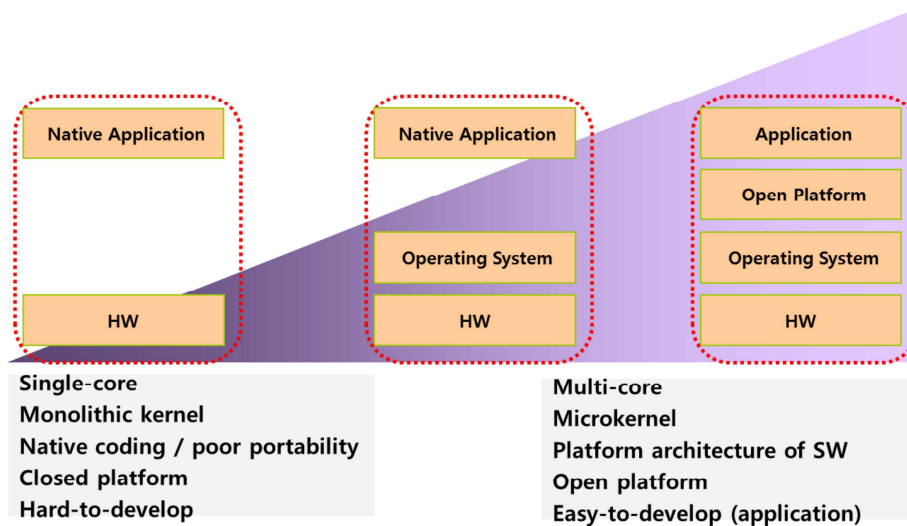 Native Application
HW
Native Application
Operating System
HW
Application
Open Platform
Operating System
HW
Single-core
Monolithic kernel
Native coding / poor portability
Closed platform
Hard-to-develop
Multi-core
Microkernel
Platform architecture of SW
Open platform
Easy-to-develop (application)